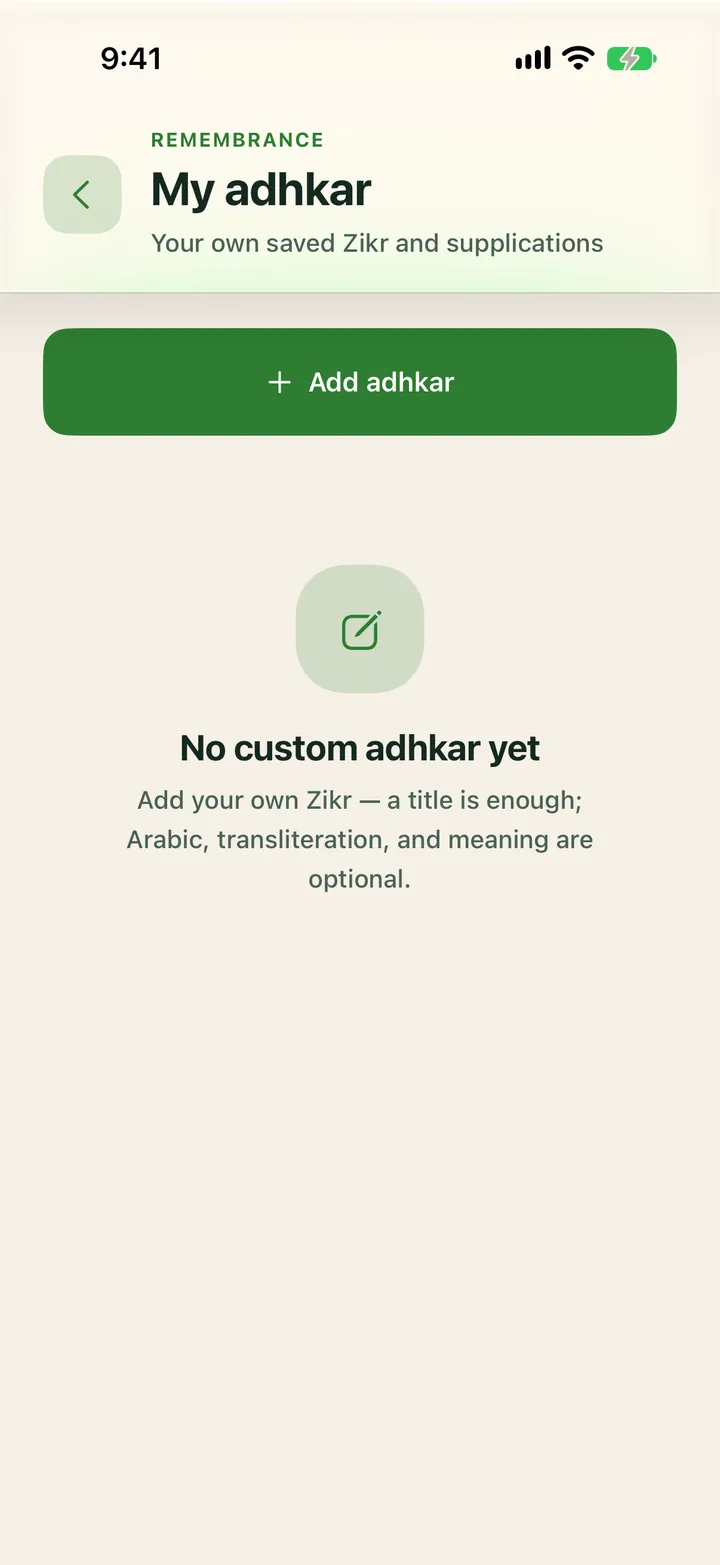 9:41
REMEMBRANCE
My adhkar
Your own saved Zikr and supplications
Add adhkar
No custom adhkar yet
Add your own Zikr — a title is enough;
Arabic, transliteration, and meaning are
optional.